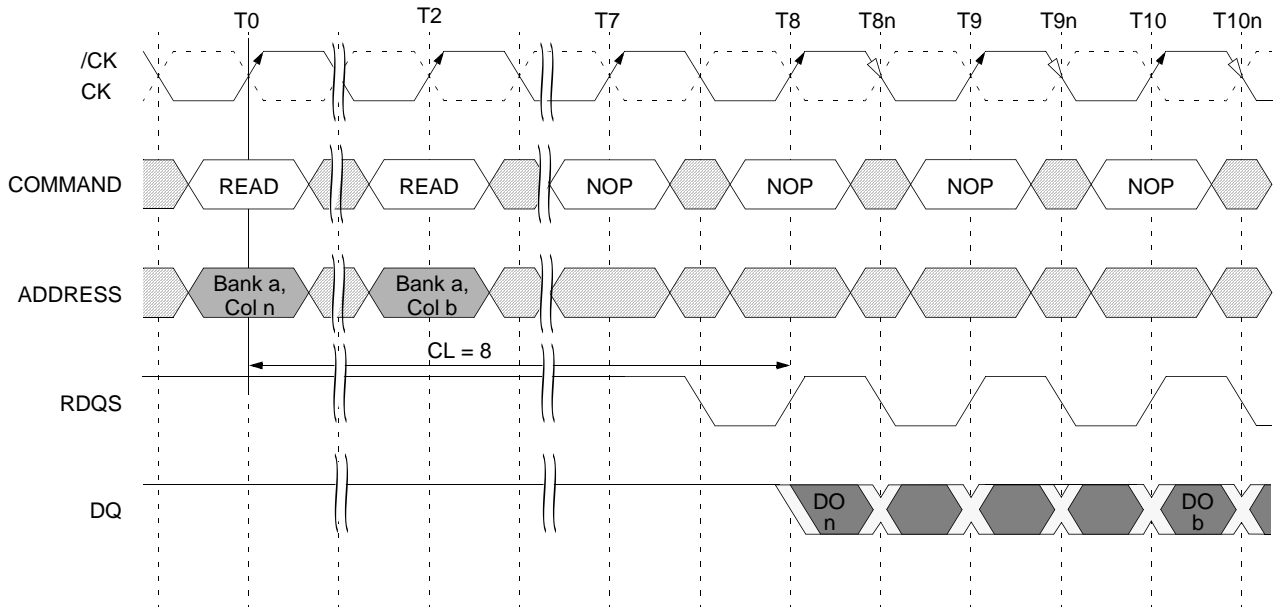 T0 T2 T7 T8 T8n T9 T9n T10 T10n
/CK
CK
COMMAND READ READ NOP NOP NOP NOP
ADDRESS
Bank a,
Col n
Bank a,
Col b
CL = 8
RDQS
DQ
DO
n
DO
b